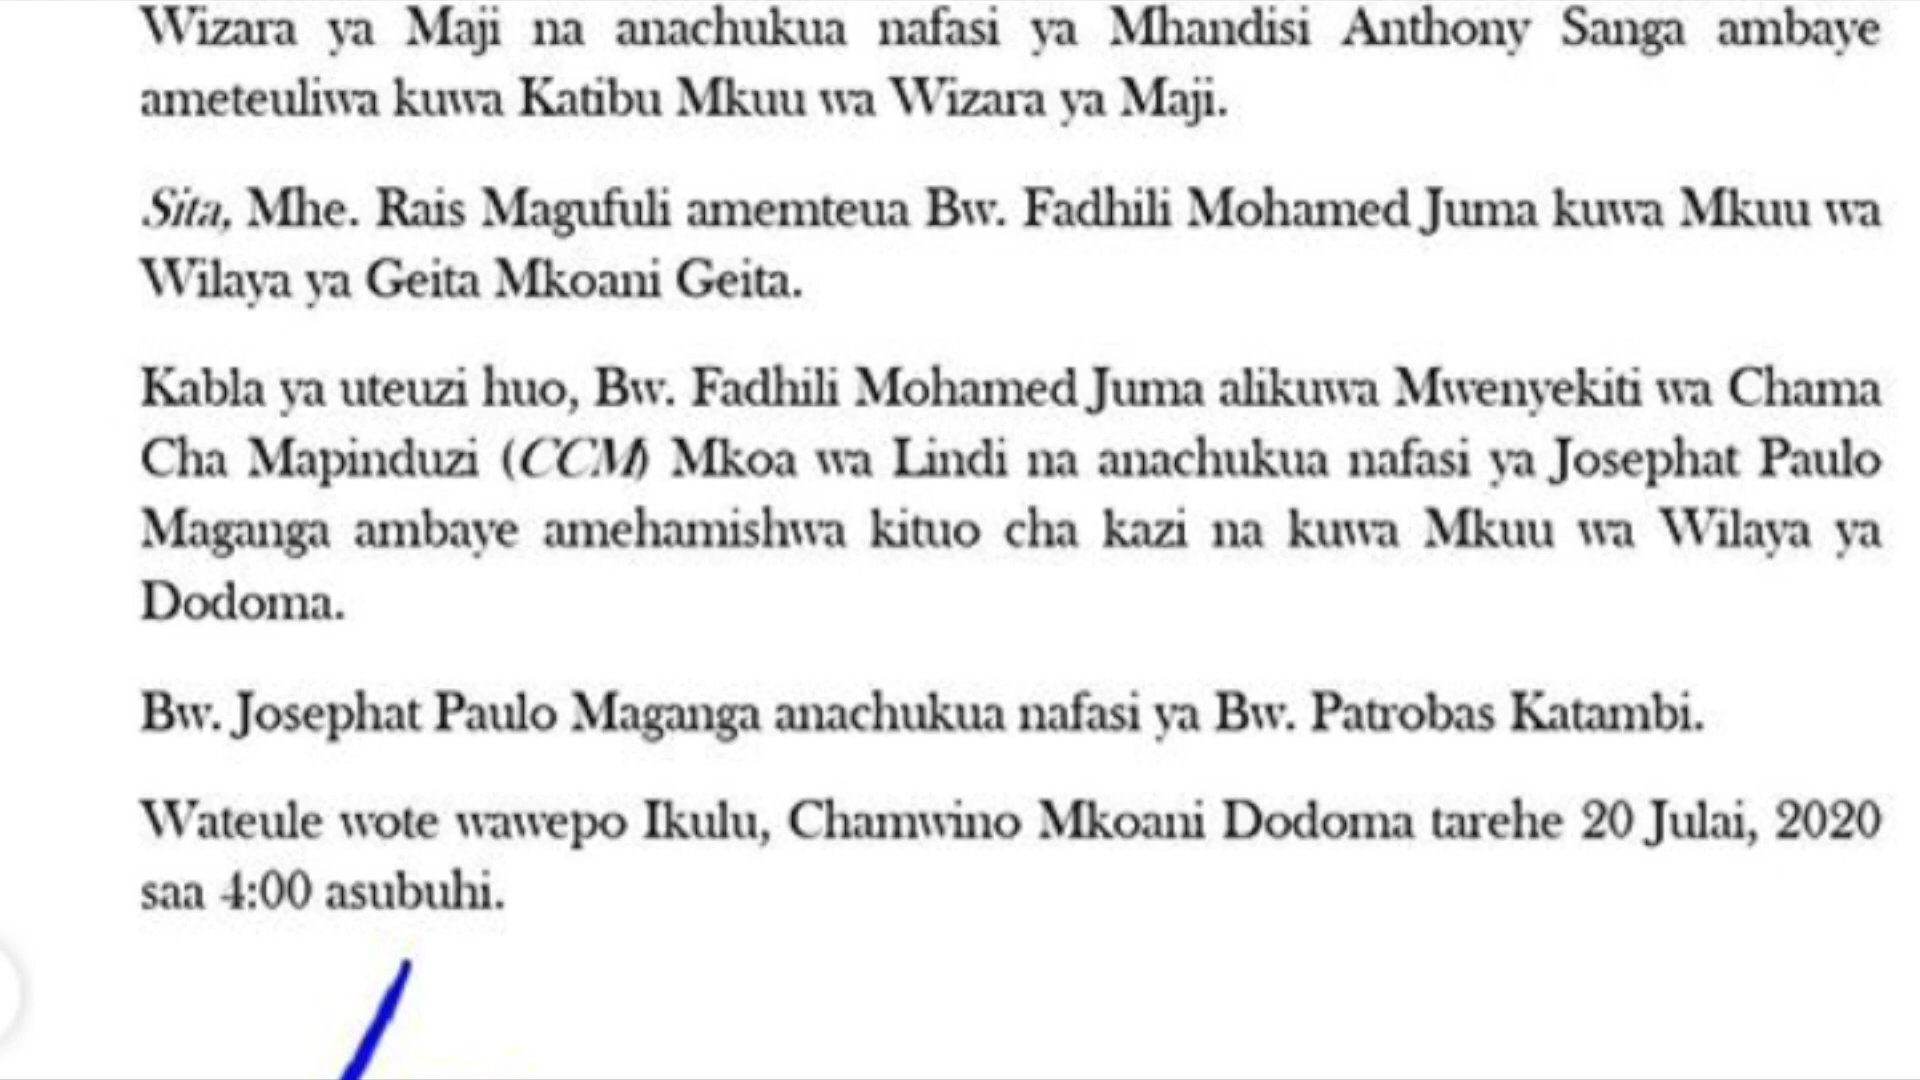 Wizara ya Maji na anachukua nafasi ya Mhandisi Anthony Sanga ambaye
ameteuliwa kuwa Katibu Mkuu wa Wizara ya Maji.
Sita, Mhe. Rais Magufuli amemteua Bw. Fadhili Mohamed Juma kuwa Mkuu wa
Wilaya ya Geita Mkoani Geita.
Kabla ya uteuzi huo, Bw. Fadhili Mohamed Juma alikuwa Mwenyekiti wa Chama
Cha Mapinduzi (CCM) Mkoa wa Lindi na anachukua nafasi ya Josephat Paulo
Maganga ambaye amehamishwa kituo cha kazi na kuwa Mkuu wa Wilaya ya
Dodoma.
Bw. Josephat Paulo Maganga anachukua nafasi ya Bw. Patrobas Katambi.
Wateule wote wawepo Ikulu, Chamwino Mkoani Dodoma tarehe 20 Julai, 2020
saa 4:00 asubuhi.